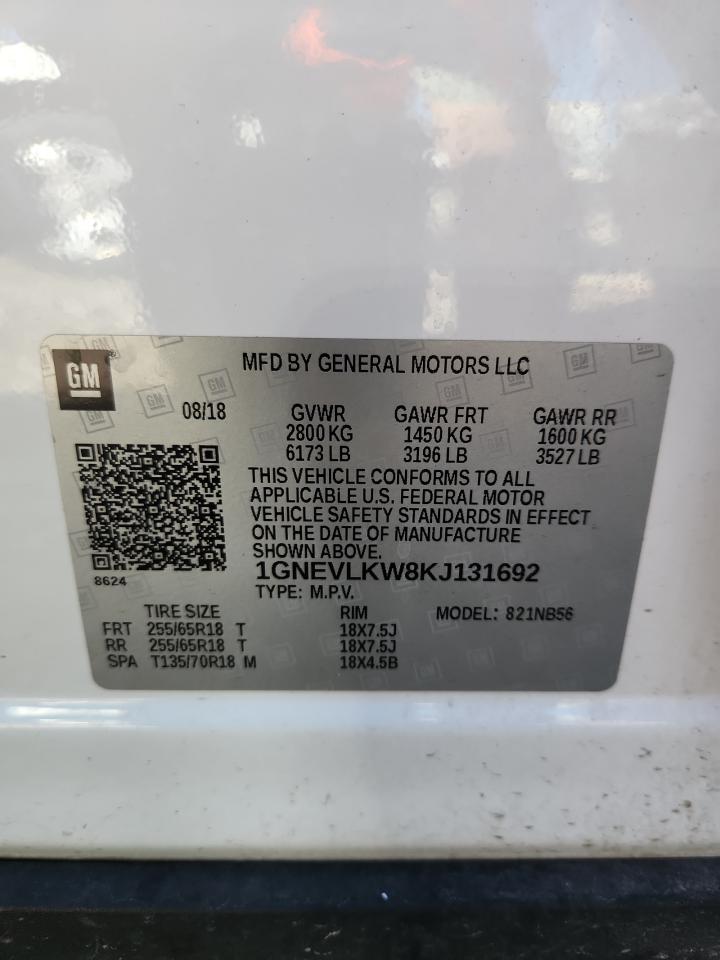 GM
MFD BY GENERAL MOTORS LLC
08/18 GVWR GAWR FRT GAWR RR
2800 KG 1450 KG 1600 KG
6173 LB 3196 LB 3527 LB
THIS VEHICLE CONFORMS TO ALL
APPLICABLE U.S. FEDERAL MOTOR
VEHICLE SAFETY STANDARDS IN EFFECT
ON THE DATE OF MANUFACTURE
SHOWN ABOVE.
8624
1GNEVLKW8KJ131692
TYPE: M.P.V.
TIRE SIZE RIM MODEL: 821NB56
FRT 255/65R18 T 18X7.5J
RR 255/65R18 T 18X7.5J
SPA T135/70R18 M 18X4.5B